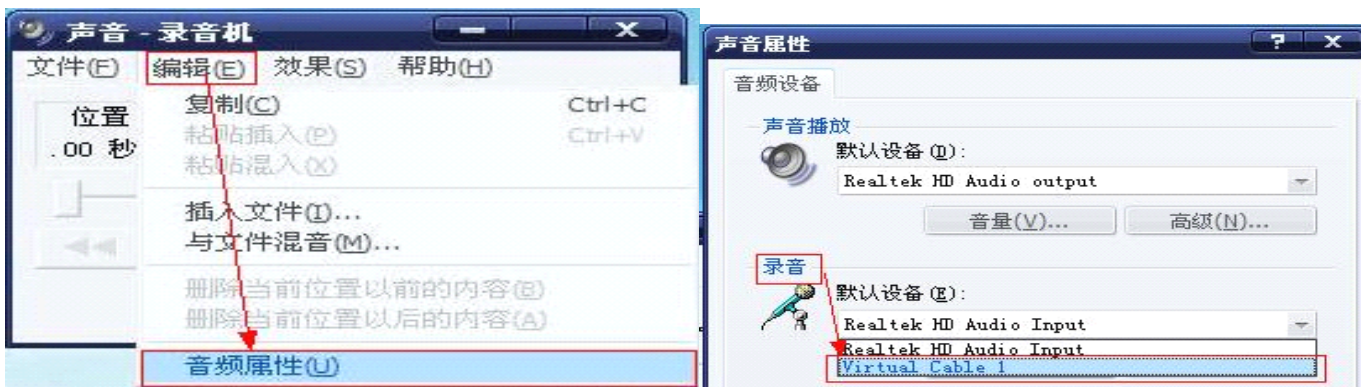 声音 - 录音机
文件(F) 编辑(E) 效果(S) 帮助(H)
位置
.00 秒
复制(C) Ctrl+C
粘贴插入(P) Ctrl+V
粘贴混入(X)
插入文件(I)...
与文件混音(M)...
删除当前位置以前的内容(B)
删除当前位置以后的内容(A)
音频属性(U)
声音属性
音频设备
声音播放
默认设备(D):
Realtek HD Audio output
音量(V)... 高级(N)...
录音
默认设备(E):
Realtek HD Audio Input
Realtek HD Audio Input
Virtual Cable 1